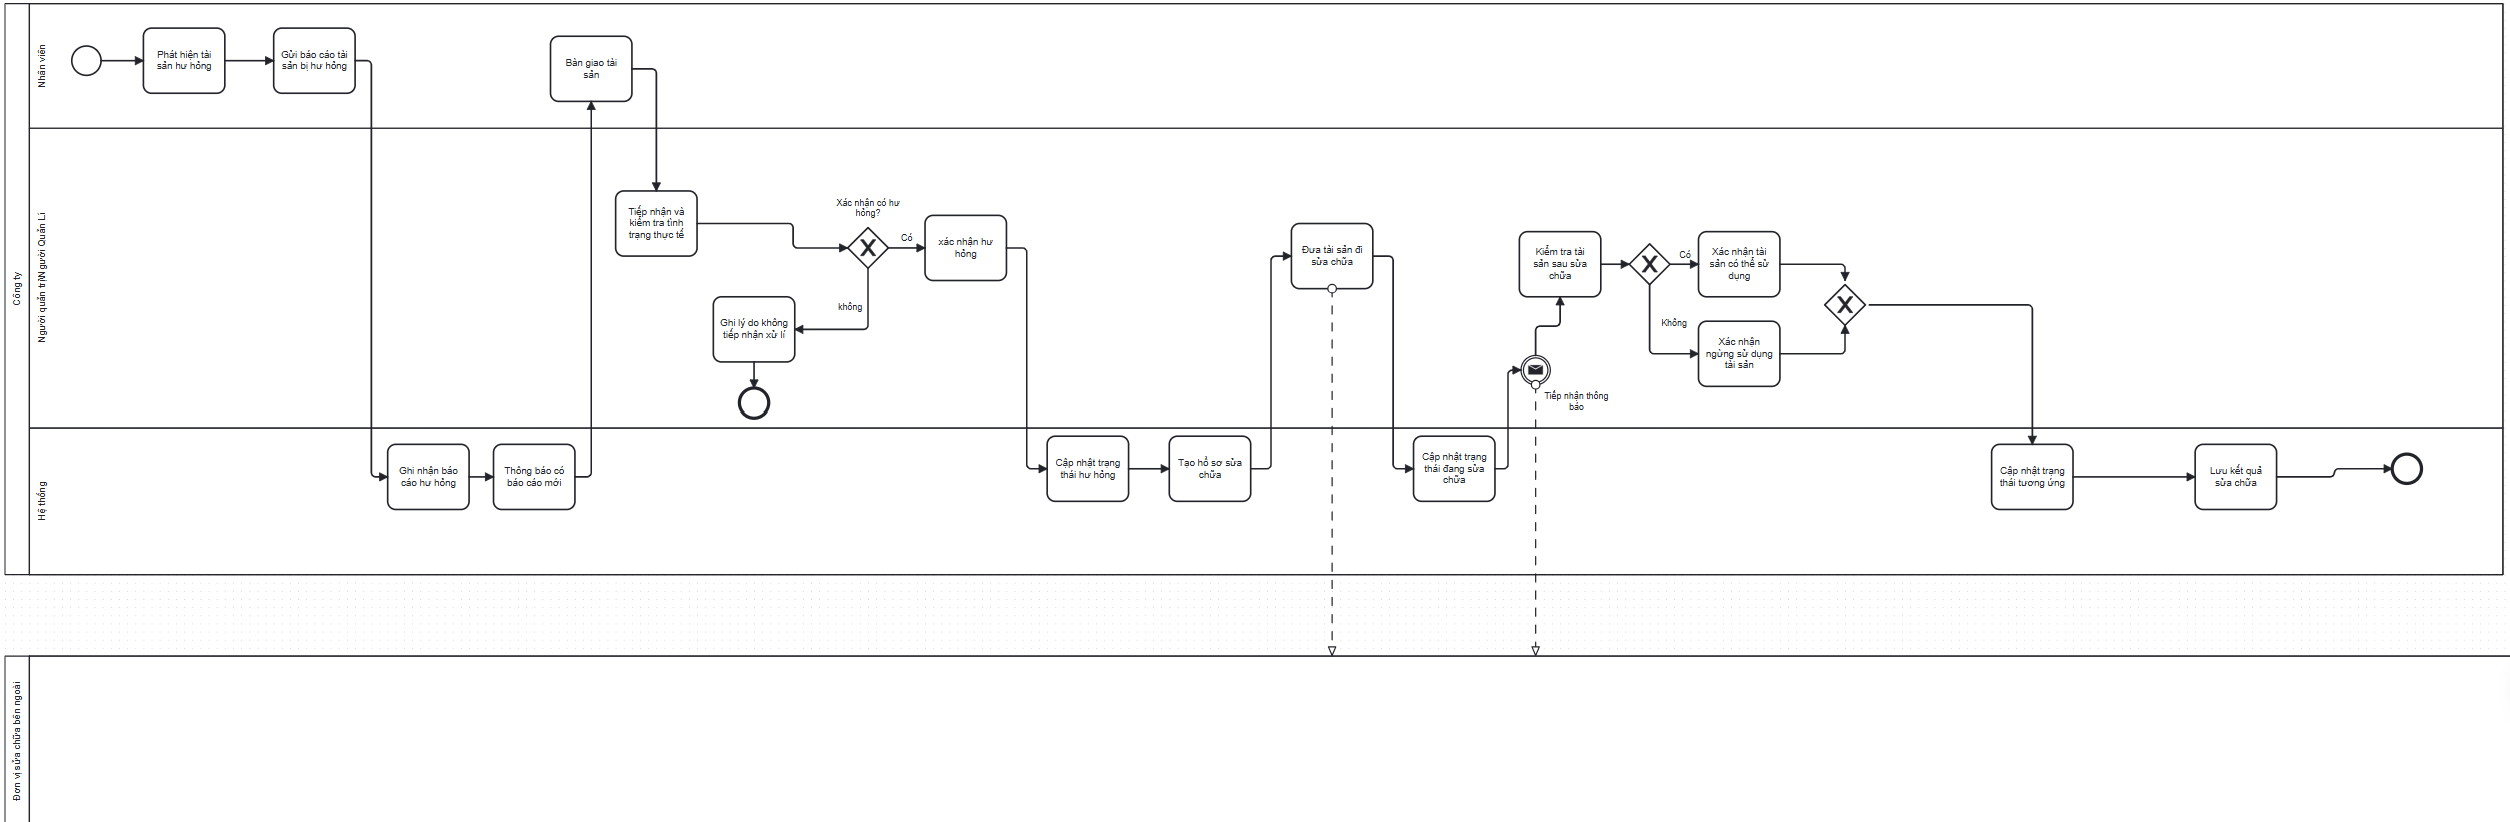 Công ty
Nhân viên
Phát hiện tài
sản hư hỏng
Gửi báo cáo tài
sản bị hư hỏng
Bàn giao tài
sản
Người Quản Lí
Tiếp nhận và
kiểm tra tình
trạng thực tế
Xác nhận có hư
hỏng?
Có
xác nhận hư
hỏng
không
Ghi lý do không
tiếp nhận xử lí
Đưa tài sản đi
sửa chữa
Kiểm tra tài
sản sau sửa
chữa
Có
Xác nhận tài
sản có thể sử
dụng
Không
Xác nhận
ngừng sử dụng
tài sản
Tiếp nhận thông
báo
Hệ thống
Ghi nhận báo
cáo hư hỏng
Thông báo có
báo cáo mới
Cập nhật trạng
thái hư hỏng
Tạo hồ sơ sửa
chữa
Cập nhật trạng
thái đang sửa
chữa
Cập nhật trạng
thái tương ứng
Lưu kết quả
sửa chữa
Đơn vị sửa chữa bên ngoài